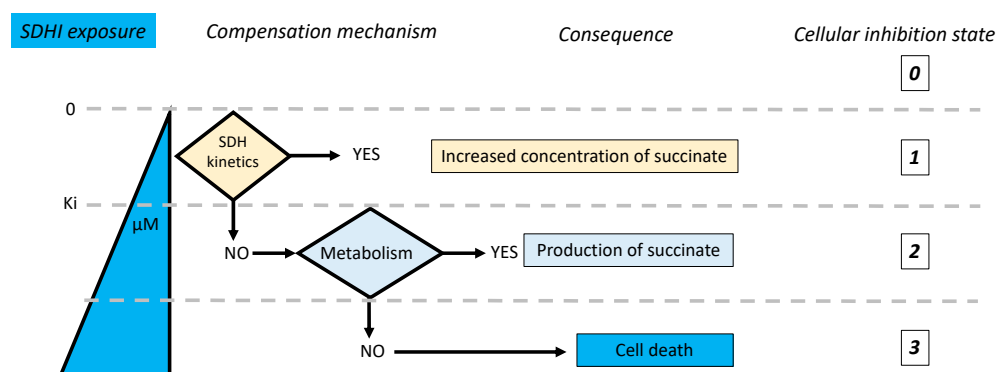 SDHI exposure
Compensation mechanism
Consequence
Cellular inhibition state
0
0
SDH
kinetics
YES
Increased concentration of succinate
1
Ki
μM
NO
Metabolism
YES
Production of succinate
2
NO
Cell death
3